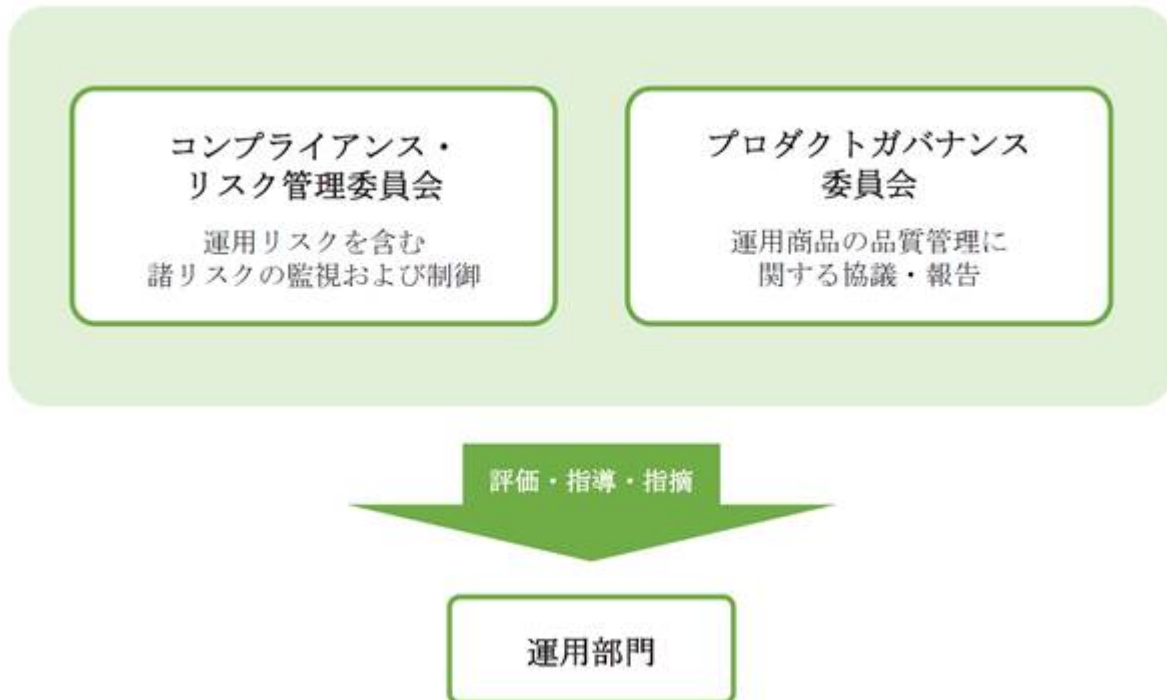 コンプライアンス・
リスク管理委員会
運用リスクを含む
諸リスクの監視および制御
プロダクトガバナンス
委員会
運用商品の品質管理に
関する協議・報告
評価・指導・指摘
運用部門